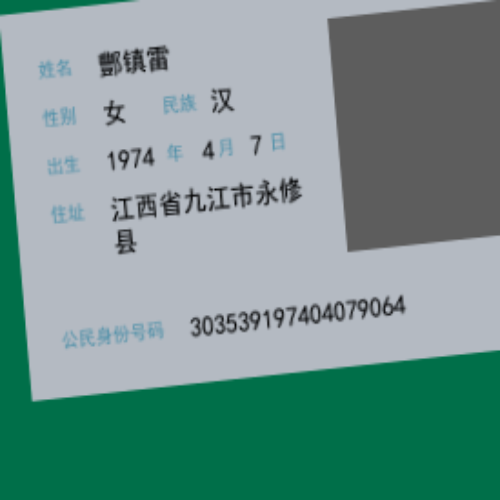 姓名 酆镇雷
性别 女 民族 汉
出生 1974 年 4 月 7 日
住址 江西省九江市永修
县
公民身份号码 303539197404079064